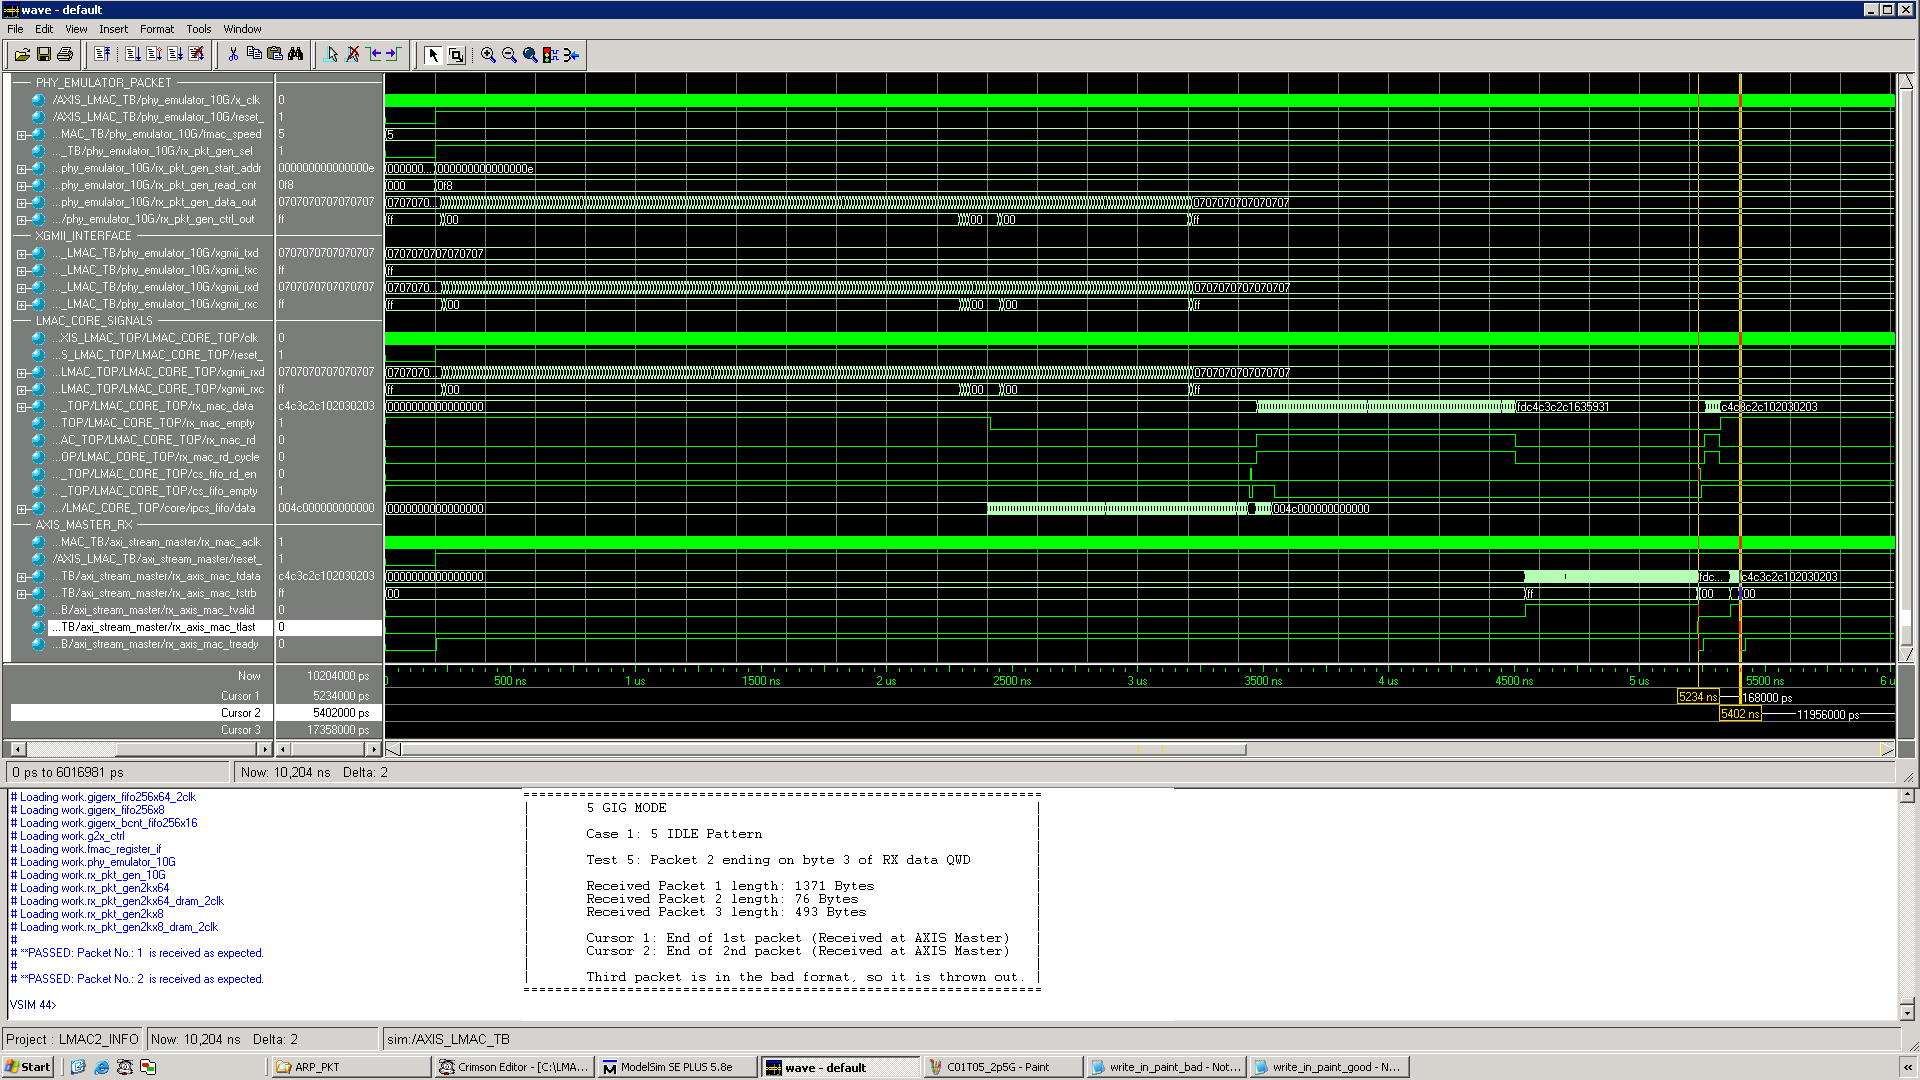 wave - default
File Edit View Insert Format Tools Window
PHY_EMULATOR_PACKET
/AXIS_LMAC_TB/phy_emulator_10G/x_clk 0
/AXIS_LMAC_TB/phy_emulator_10G/reset_ 1
...MAC_TB/phy_emulator_10G/fmac_speed 5 5
..._TB/phy_emulator_10G/rx_pkt_gen_sel 1
...phy_emulator_10G/rx_pkt_gen_start_addr 000000000000000e 000000... 000000000000000e
...phy_emulator_10G/rx_pkt_gen_read_cnt 0f8 000 0f8
...phy_emulator_10G/rx_pkt_gen_data_out 0707070707070707 0707070... 0707070707070707
.../phy_emulator_10G/rx_pkt_gen_ctrl_out ff ff 00 00 00 ff
XGMII_INTERFACE
..._LMAC_TB/phy_emulator_10G/xgmii_txd 0707070707070707 0707070707070707
..._LMAC_TB/phy_emulator_10G/xgmii_txc ff ff
..._LMAC_TB/phy_emulator_10G/xgmii_rxd 0707070707070707 0707070... 0707070707070707
..._LMAC_TB/phy_emulator_10G/xgmii_rxc ff ff 00 00 00 ff
LMAC_CORE_SIGNALS
...XIS_LMAC_TOP/LMAC_CORE_TOP/clk 0
...S_LMAC_TOP/LMAC_CORE_TOP/reset_ 1
...LMAC_TOP/LMAC_CORE_TOP/xgmii_rxd 0707070707070707 0707070... 0707070707070707
...LMAC_TOP/LMAC_CORE_TOP/xgmii_rxc ff ff 00 00 00 ff
..._TOP/LMAC_CORE_TOP/rx_mac_data c4c3c2c102030203 0000000000000000 fdc4c3c2c1635931 c4c3c2c102030203
...TOP/LMAC_CORE_TOP/rx_mac_empty 1
...AC_TOP/LMAC_CORE_TOP/rx_mac_rd 0
...OP/LMAC_CORE_TOP/rx_mac_rd_cycle 0
..._TOP/LMAC_CORE_TOP/cs_fifo_rd_en 0
..._TOP/LMAC_CORE_TOP/cs_fifo_empty 1
.../LMAC_CORE_TOP/core/ipcs_fifo/data 004c000000000000 0000000000000000 004c000000000000
AXIS_MASTER_RX
...MAC_TB/axi_stream_master/rx_mac_aclk 1
/AXIS_LMAC_TB/axi_stream_master/reset_ 1
...TB/axi_stream_master/rx_axis_mac_tdata c4c3c2c102030203 0000000000000000 fdc... c4c3c2c102030203
...TB/axi_stream_master/rx_axis_mac_tstrb ff 00 ff 00 00
...B/axi_stream_master/rx_axis_mac_tvalid 0
...TB/axi_stream_master/rx_axis_mac_tlast 0
...B/axi_stream_master/rx_axis_mac_tready 0
Now 10204000 ps 500 ns 1 us 1500 ns 2 us 2500 ns 3 us 3500 ns 4 us 4500 ns 5 us 5500 ns 6 u
Cursor 1 5234000 ps 5234 ns 168000 ps
Cursor 2 5402000 ps 5402 ns 11956000 ps
Cursor 3 17358000 ps
0 ps to 6016981 ps Now: 10,204 ns Delta: 2
# Loading work.gigerx_fifo256x64_2clk
# Loading work.gigerx_fifo256x8
# Loading work.gigerx_bcnt_fifo256x16
# Loading work.g2x_ctrl
# Loading work.fmac_register_if
# Loading work.phy_emulator_10G
# Loading work.rx_pkt_gen_10G
# Loading work.rx_pkt_gen2kx64
# Loading work.rx_pkt_gen2kx64_dram_2clk
# Loading work.rx_pkt_gen2kx8
# Loading work.rx_pkt_gen2kx8_dram_2clk
#
# **PASSED: Packet No.: 1 is received as expected.
#
# **PASSED: Packet No.: 2 is received as expected.
VSIM 44>
5 GIG MODE
Case 1: 5 IDLE Pattern
Test 5: Packet 2 ending on byte 3 of RX data QWD
Received Packet 1 length: 1371 Bytes
Received Packet 2 length: 76 Bytes
Received Packet 3 length: 493 Bytes
Cursor 1: End of 1st packet (Received at AXIS Master)
Cursor 2: End of 2nd packet (Received at AXIS Master)
Third packet is in the bad format, so it is thrown out.
Project : LMAC2_INFO Now: 10,204 ns Delta: 2 sim:/AXIS_LMAC_TB
Start ARP_PKT Crimson Editor - [C:\LMA... ModelSim SE PLUS 5.8e wave - default C01T05_2p5G - Paint write_in_paint_bad - Not... write_in_paint_good - N... «